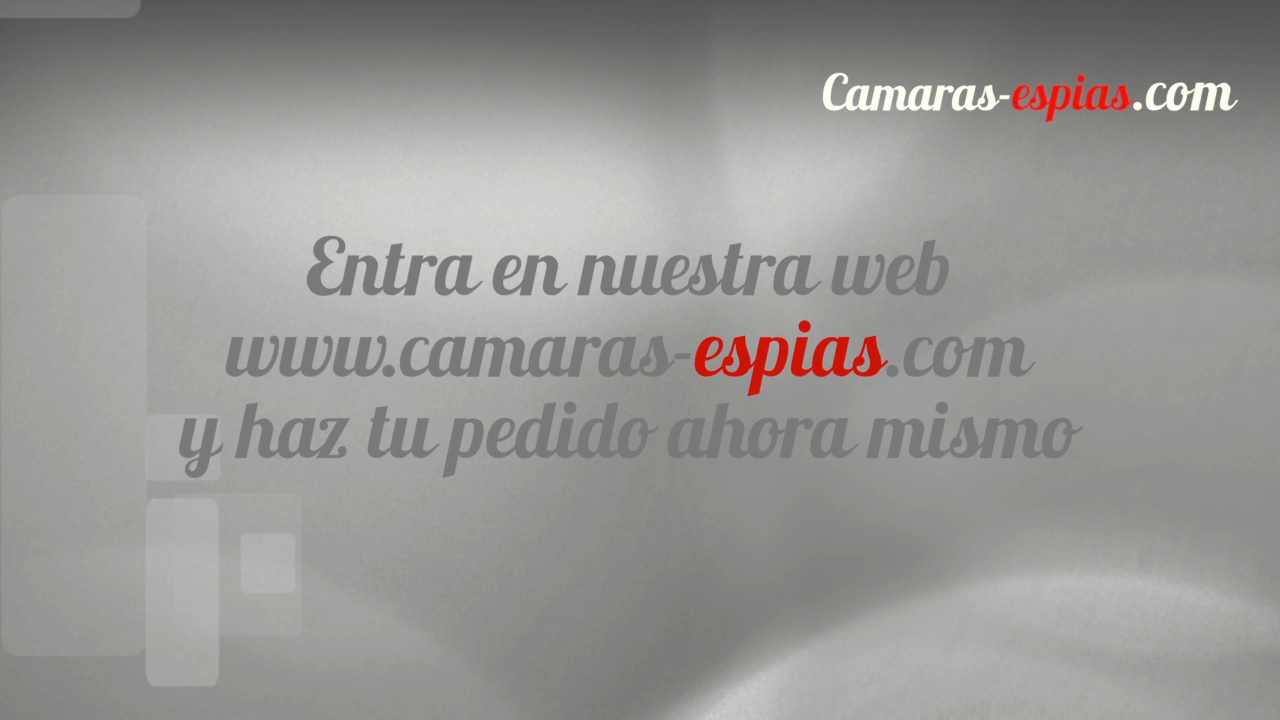 Camaras-espias.com
Entra en nuestra web
www.camaras-espias.com
y haz tu pedido ahora mismo